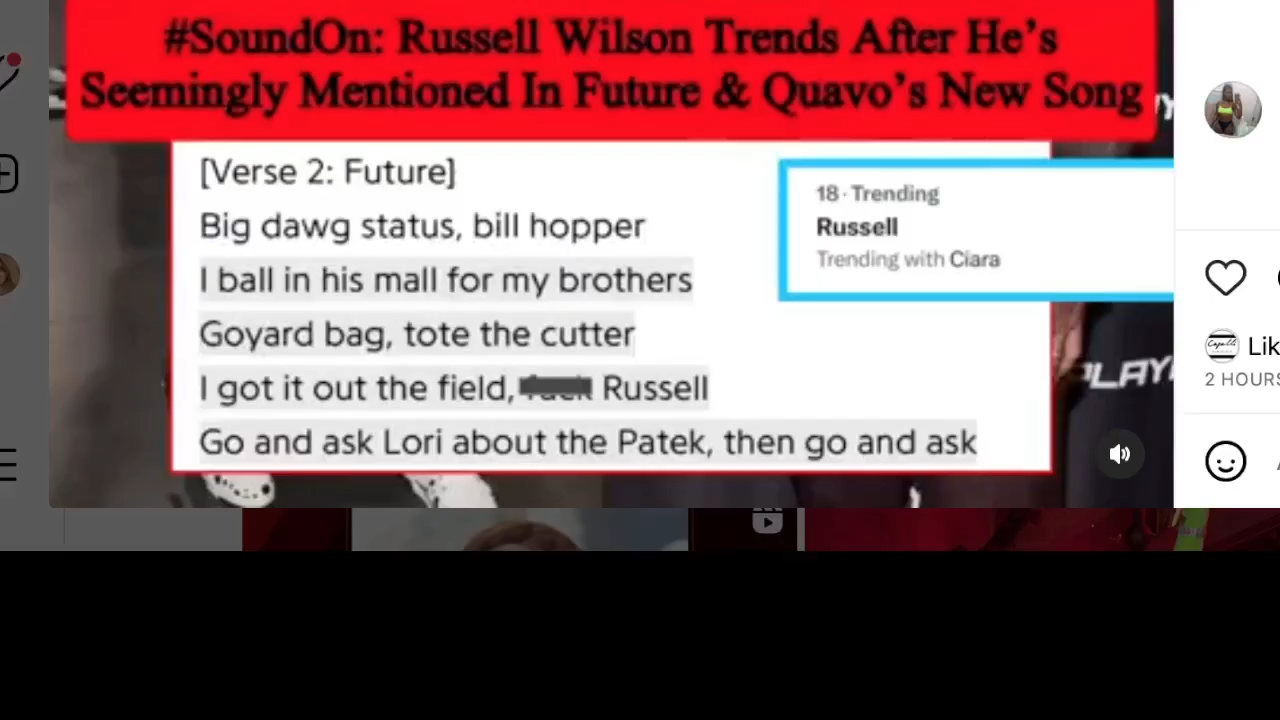 #SoundOn: Russell Wilson Trends After He's
Seemingly Mentioned In Future & Quavo's New Song
[Verse 2: Future]
Big dawg status, bill hopper
I ball in his mall for my brothers
Goyard bag, tote the cutter
I got it out the field, Russell
Go and ask Lori about the Patek, then go and ask
18 · Trending
Russell
Trending with Ciara
PLAY
Lik
2 HOURS